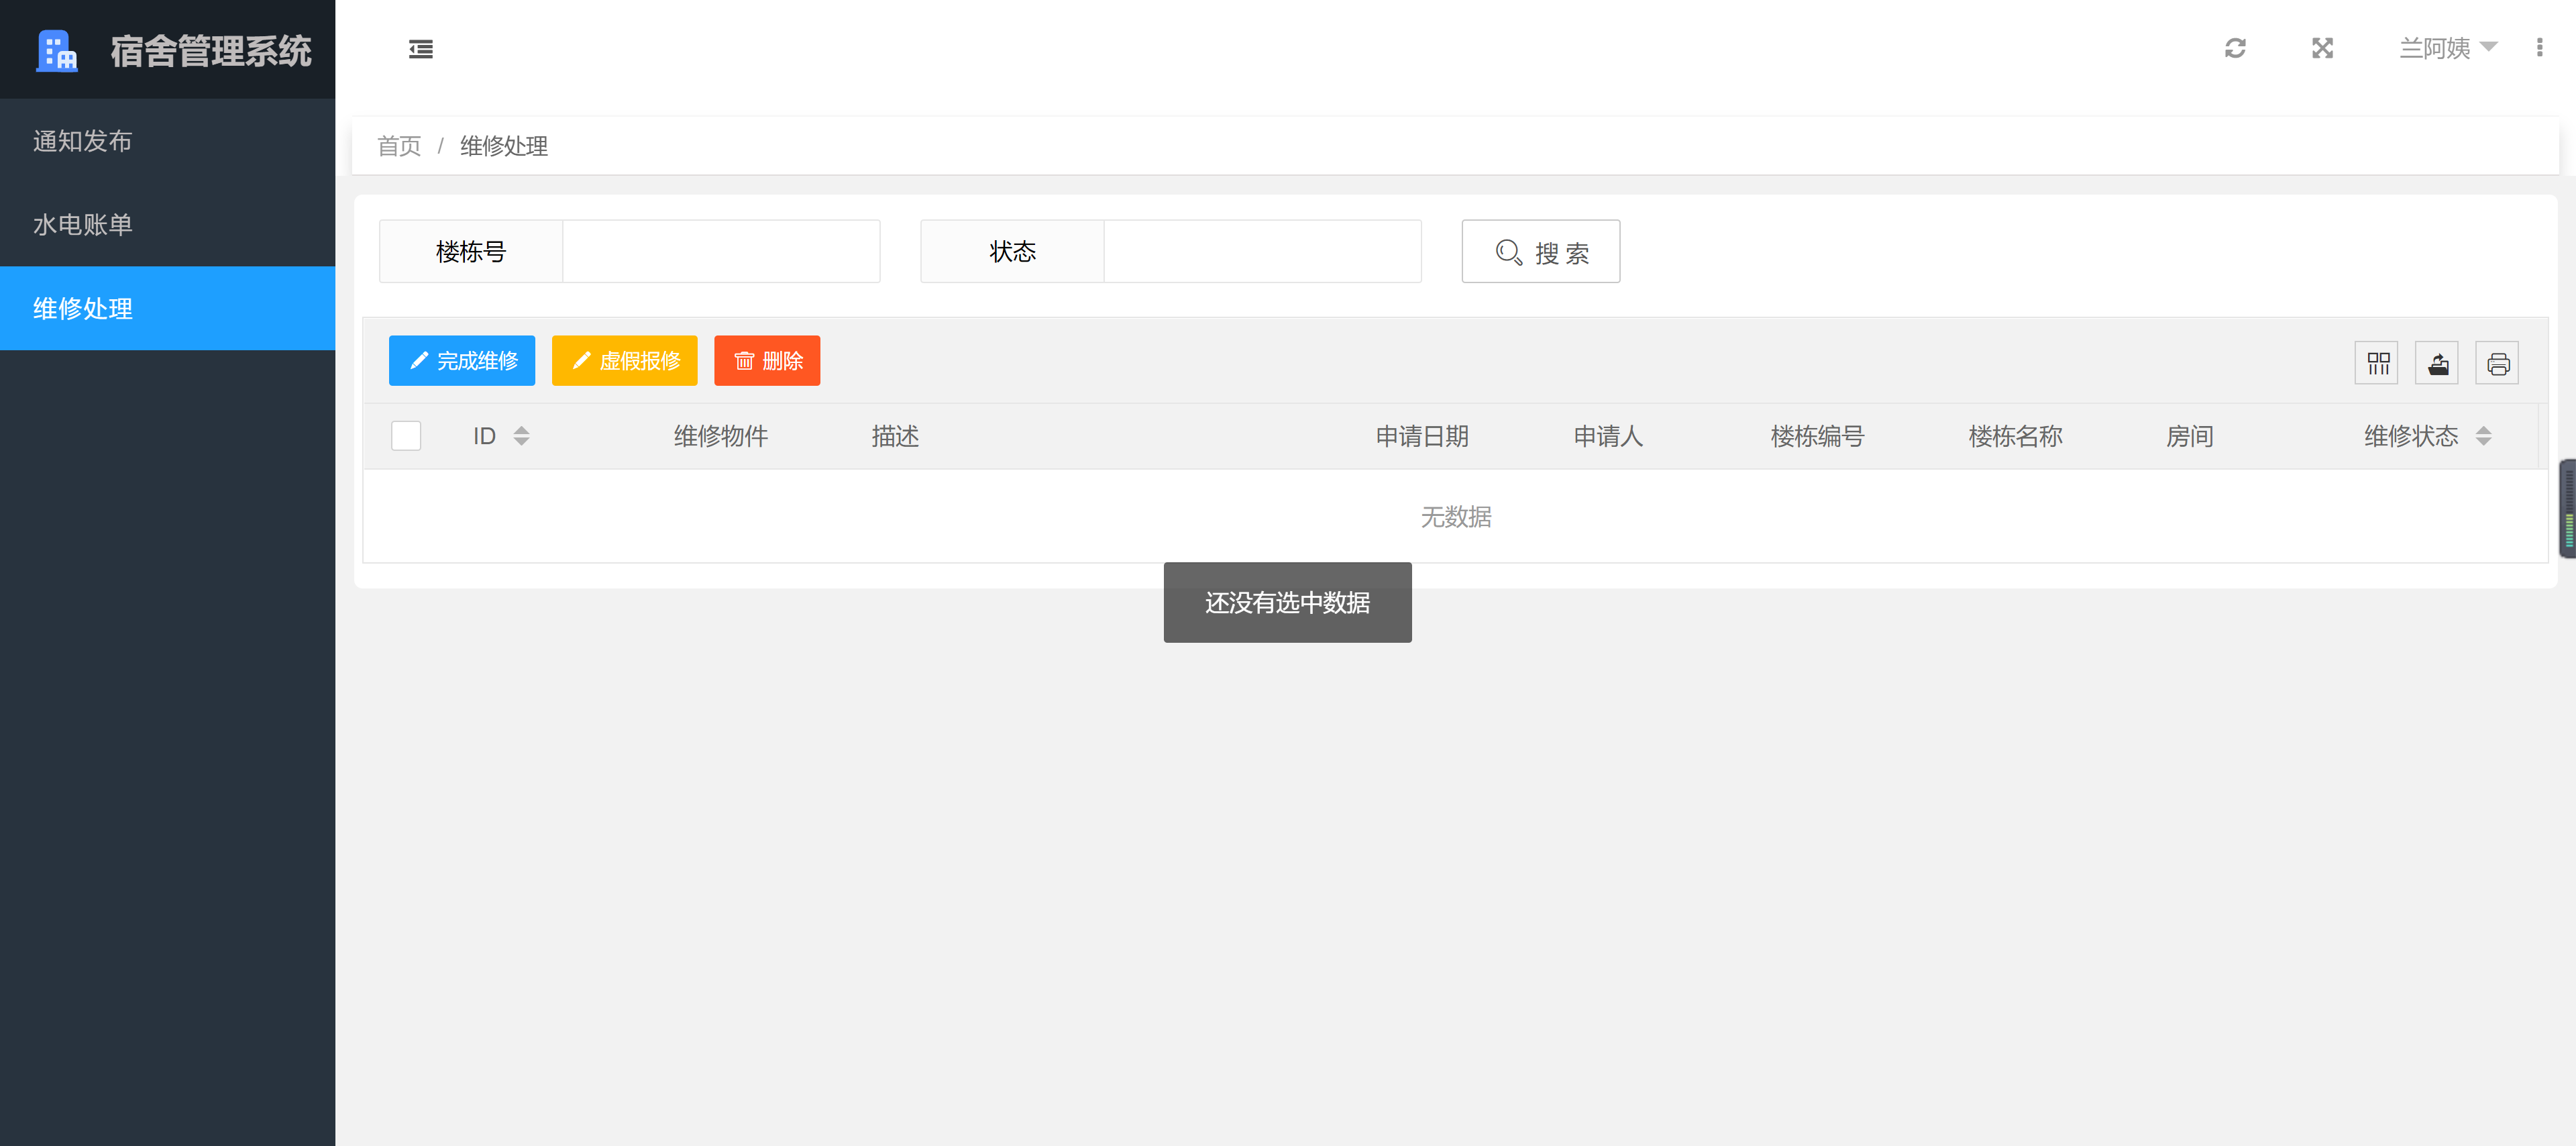 宿舍管理系统
兰阿姨
通知发布
水电账单
维修处理
首页 / 维修处理
楼栋号
状态
搜 索
完成维修
虚假报修
删除
ID
维修物件
描述
申请日期
申请人
楼栋编号
楼栋名称
房间
维修状态
无数据
还没有选中数据